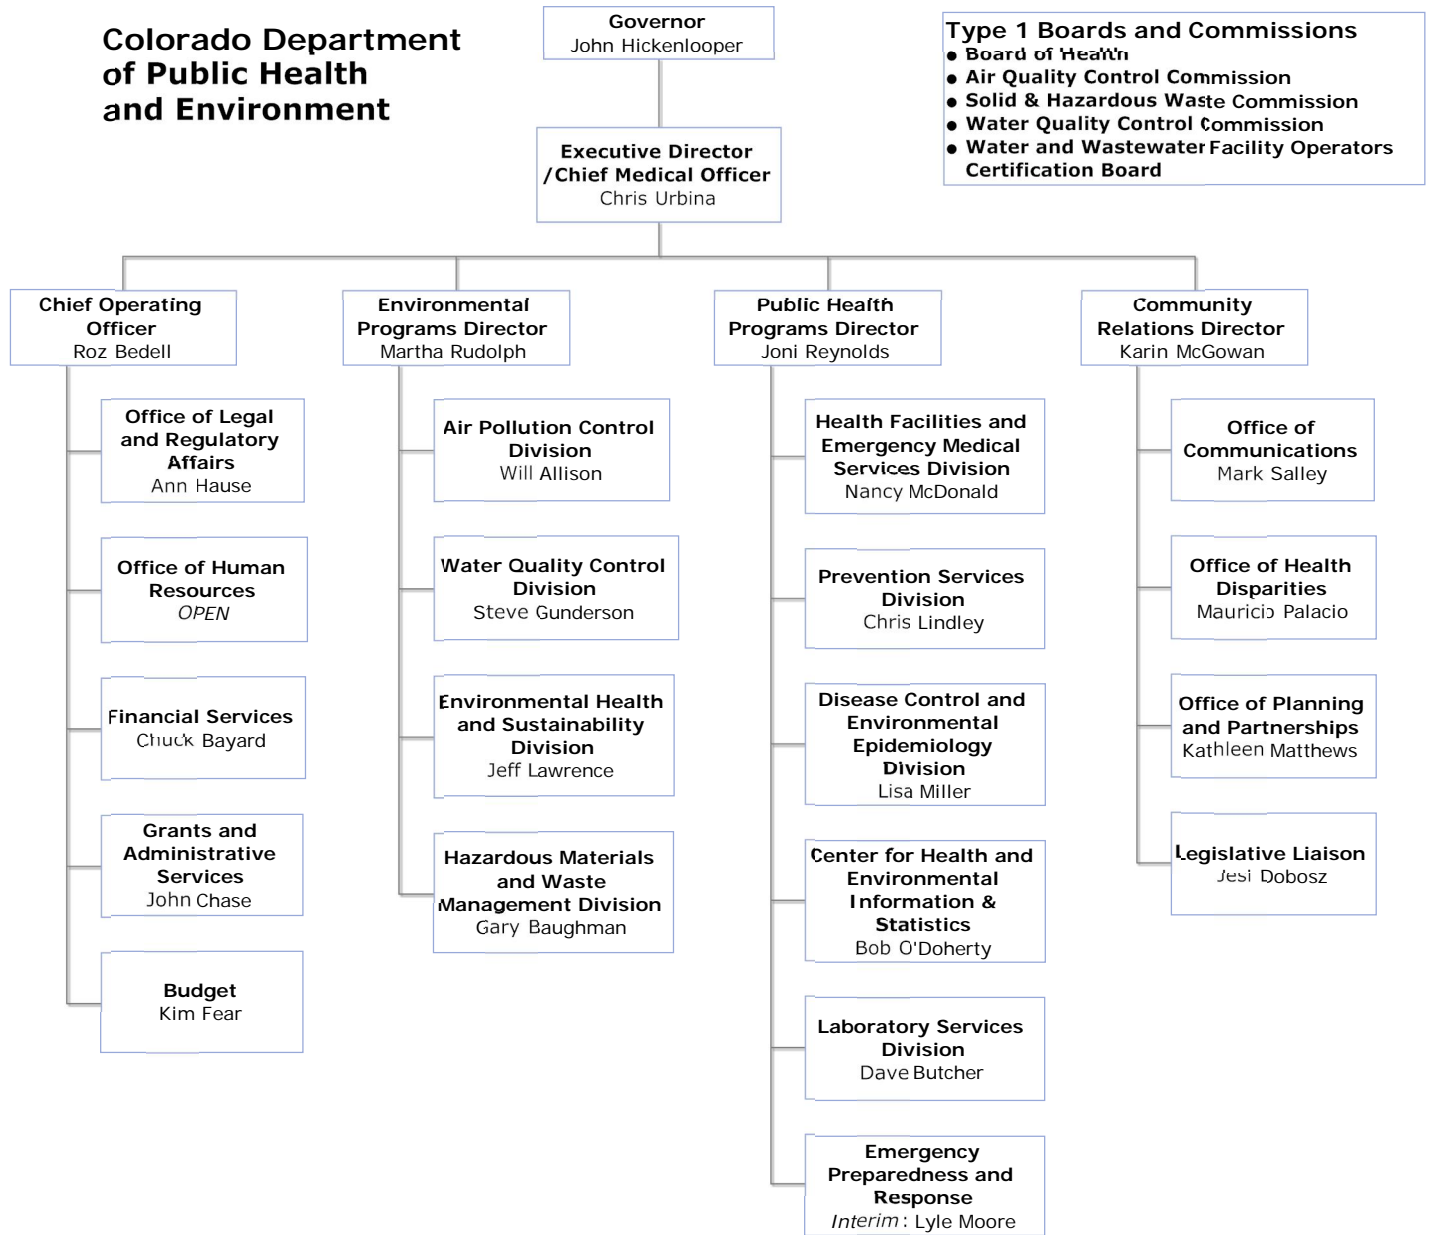 Colorado Department
of Public Health
and Environment
Governor
John Hickenlooper
Type 1 Boards and Commissions
● Board of Health
● Air Quality Control Commission
● Solid & Hazardous Waste Commission
● Water Quality Control Commission
● Water and Wastewater Facility Operators
Certification Board
Executive Director
/Chief Medical Officer
Chris Urbina
Chief Operating
Officer
Roz Bedell
Office of Legal
and Regulatory
Affairs
Ann Hause
Office of Human
Resources
OPEN
Financial Services
Chuck Bayard
Grants and
Administrative
Services
John Chase
Budget
Kim Fear
Environmental
Programs Director
Martha Rudolph
Air Pollution Control
Division
Will Allison
Water Quality Control
Division
Steve Gunderson
Environmental Health
and Sustainability
Division
Jeff Lawrence
Hazardous Materials
and Waste
Management Division
Gary Baughman
Public Health
Programs Director
Joni Reynolds
Health Facilities and
Emergency Medical
Services Division
Nancy McDonald
Prevention Services
Division
Chris Lindley
Disease Control and
Environmental
Epidemiology
Division
Lisa Miller
Center for Health and
Environmental
Information &
Statistics
Bob O'Doherty
Laboratory Services
Division
Dave Butcher
Emergency
Preparedness and
Response
Interim: Lyle Moore
Community
Relations Director
Karin McGowan
Office of
Communications
Mark Salley
Office of Health
Disparities
Mauricio Palacio
Office of Planning
and Partnerships
Kathleen Matthews
Legislative Liaison
Jesi Dobosz